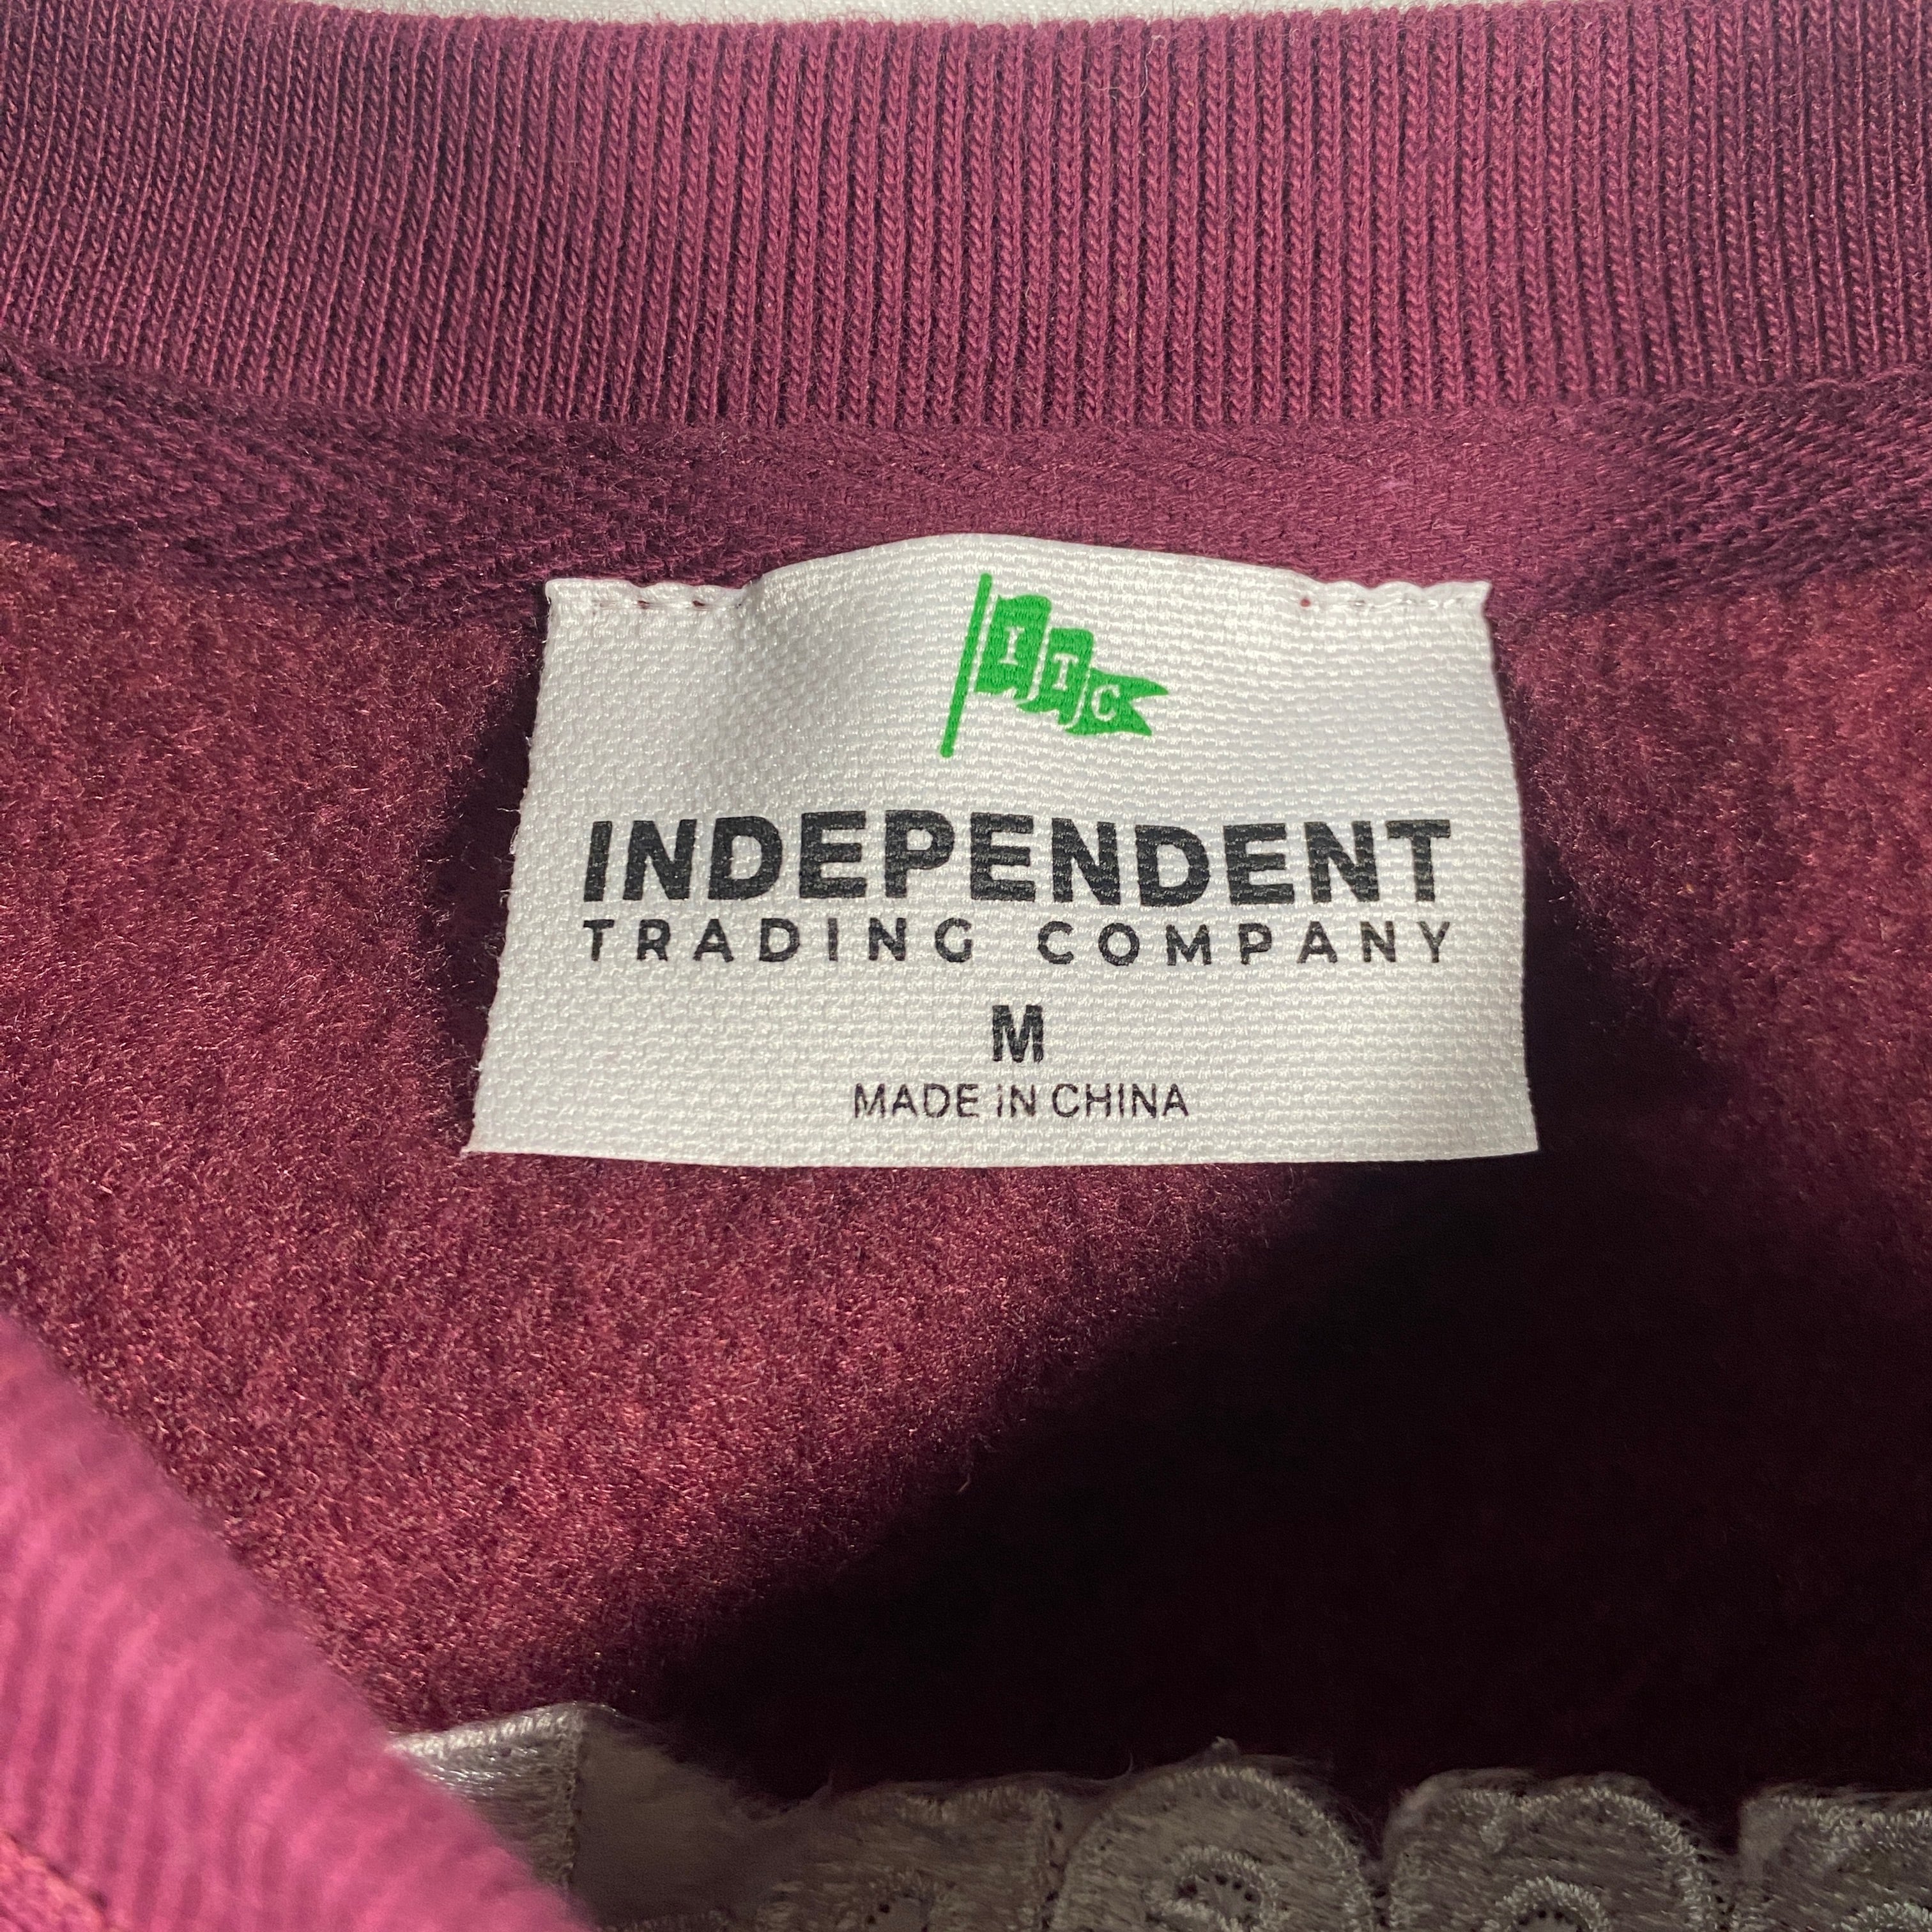 ITC
INDEPENDENT
TRADING COMPANY
M
MADE IN CHINA